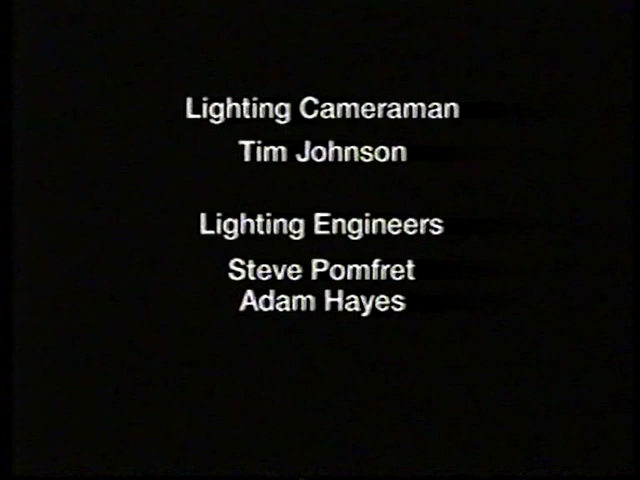 Lighting Cameraman
Tim Johnson
Lighting Engineers
Steve Pomfret
Adam Hayes